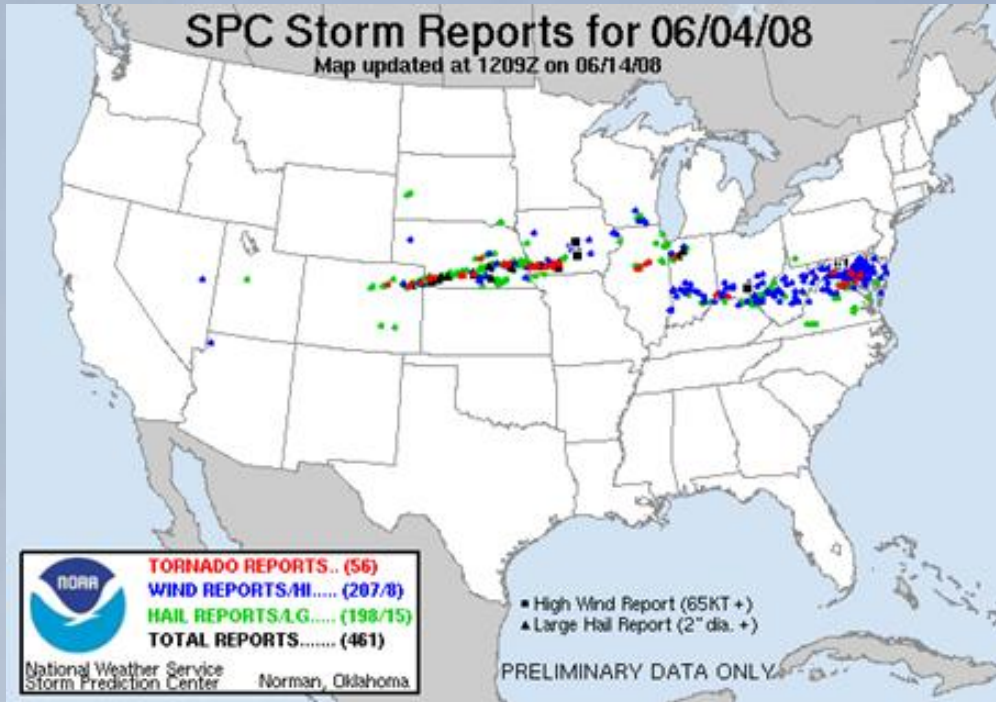 SPC Storm Reports for 06/04/08
Map updated at 1209Z on 06/14/08
NOAA
TORNADO REPORTS.. (56)
WIND REPORTS/HI..... (207/8)
HAIL REPORTS/LG..... (198/15)
TOTAL REPORTS....... (461)
National Weather Service
Storm Prediction Center
Norman, Oklahoma
High Wind Report (65KT +)
Large Hail Report (2" dia. +)
PRELIMINARY DATA ONLY.